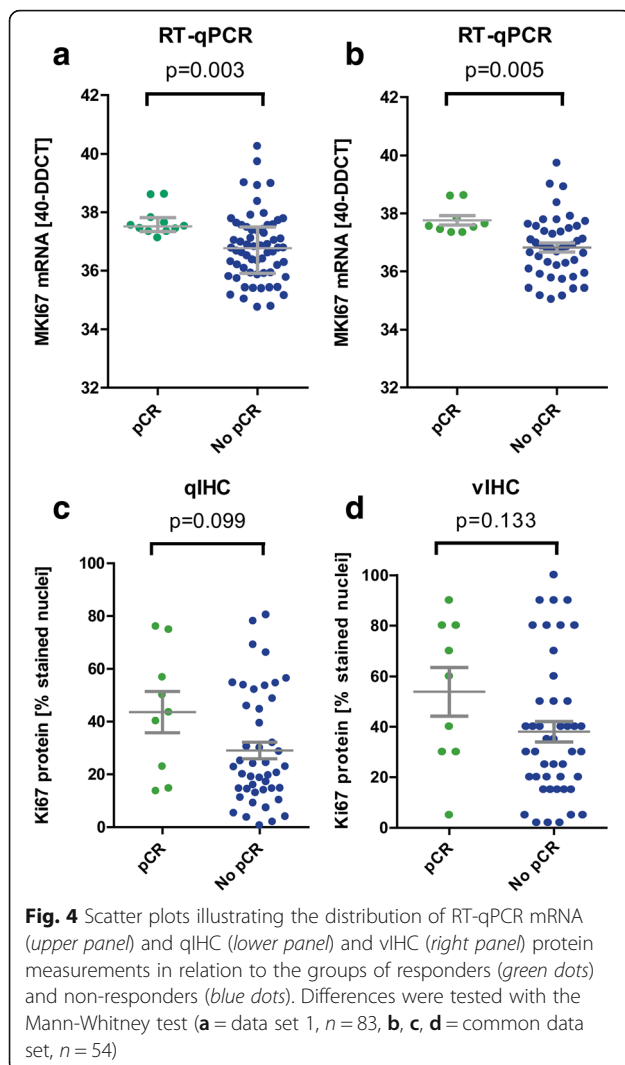 a
RT-qPCR
p=0.003
MKI67 mRNA [40-DDCT]
42
40
38
36
34
32
pCR
No pCR
b
RT-qPCR
p=0.005
MKI67 mRNA [40-DDCT]
42
40
38
36
34
32
pCR
No pCR
c
qIHC
p=0.099
Ki67 protein [% stained nuclei]
100
80
60
40
20
0
pCR
No pCR
d
vIHC
p=0.133
Ki67 protein [% stained nuclei]
100
80
60
40
20
0
pCR
No pCR
Fig. 4 Scatter plots illustrating the distribution of RT-qPCR mRNA
(upper panel) and qIHC (lower panel) and vIHC (right panel) protein
measurements in relation to the groups of responders (green dots)
and non-responders (blue dots). Differences were tested with the
Mann-Whitney test (a = data set 1, n = 83, b, c, d = common data
set, n = 54)